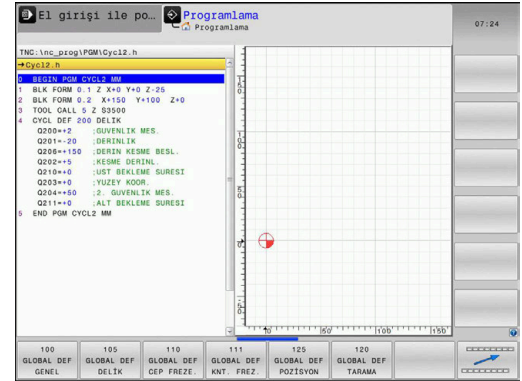 El girişi ile po… Programlama
Programlama
07:24
TNC:\nc_prog\PGM\Cycl2.h
→Cycl2.h
0 BEGIN PGM CYCL2 MM
1 BLK FORM 0.1 Z X+0 Y+0 Z-25
2 BLK FORM 0.2 X+150 Y+100 Z+0
3 TOOL CALL 5 Z S3500
4 CYCL DEF 200 DELIK
Q200=+2 ;GUVENLIK MES.
Q201=-20 ;DERINLIK
Q206=+150 ;DERIN KESME BESL.
Q202=+5 ;KESME DERINL.
Q210=+0 ;UST BEKLEME SURESI
Q203=+0 ;YUZEY KOOR.
Q204=+50 ;2. GUVENLIK MES.
Q211=+0 ;ALT BEKLEME SURESI
5 END PGM CYCL2 MM
150
100
50
0
-50
0 50 100 150
100 105 110 111 125 120
GLOBAL DEF GLOBAL DEF GLOBAL DEF GLOBAL DEF GLOBAL DEF GLOBAL DEF
GENEL DELİK CEP FREZE. KNT. FREZ. POZİSYON TARAMA